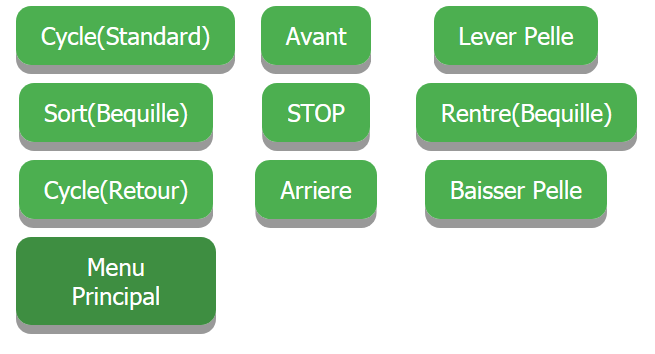 Cycle(Standard)
Avant
Lever Pelle
Sort(Bequille)
STOP
Rentre(Bequille)
Cycle(Retour)
Arriere
Baisser Pelle
Menu
Principal